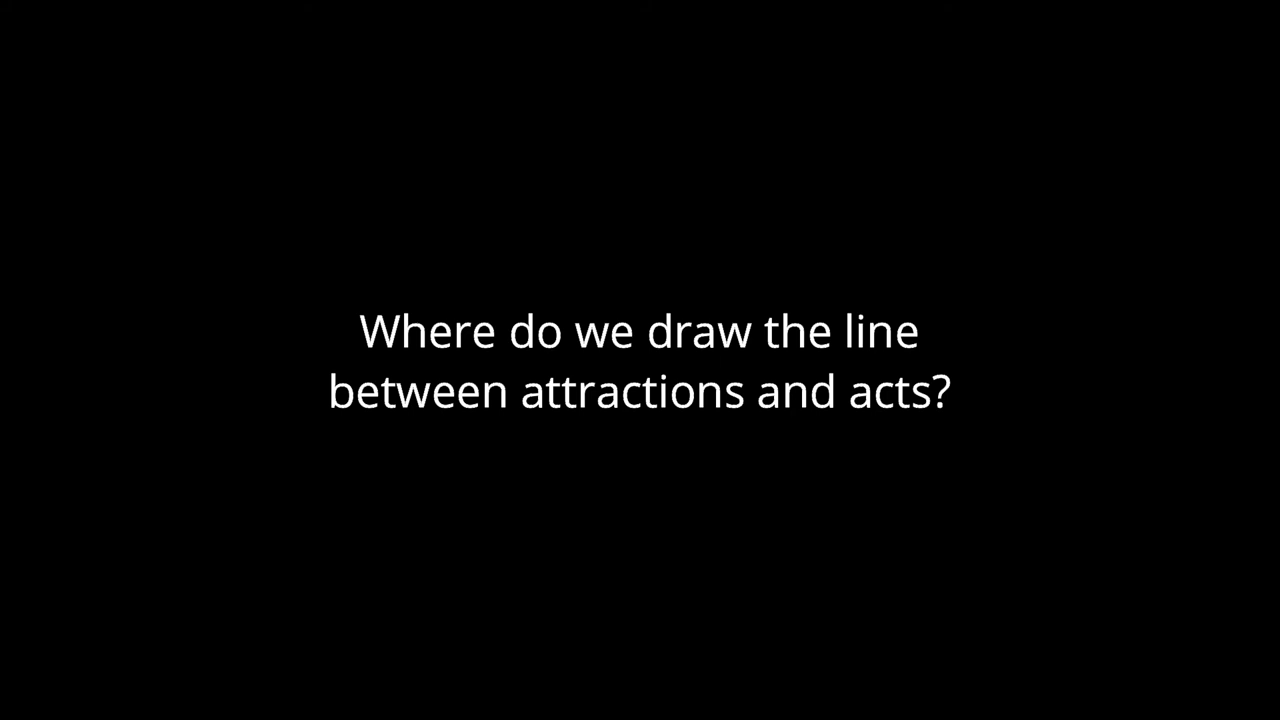 Where do we draw the line
between attractions and acts?